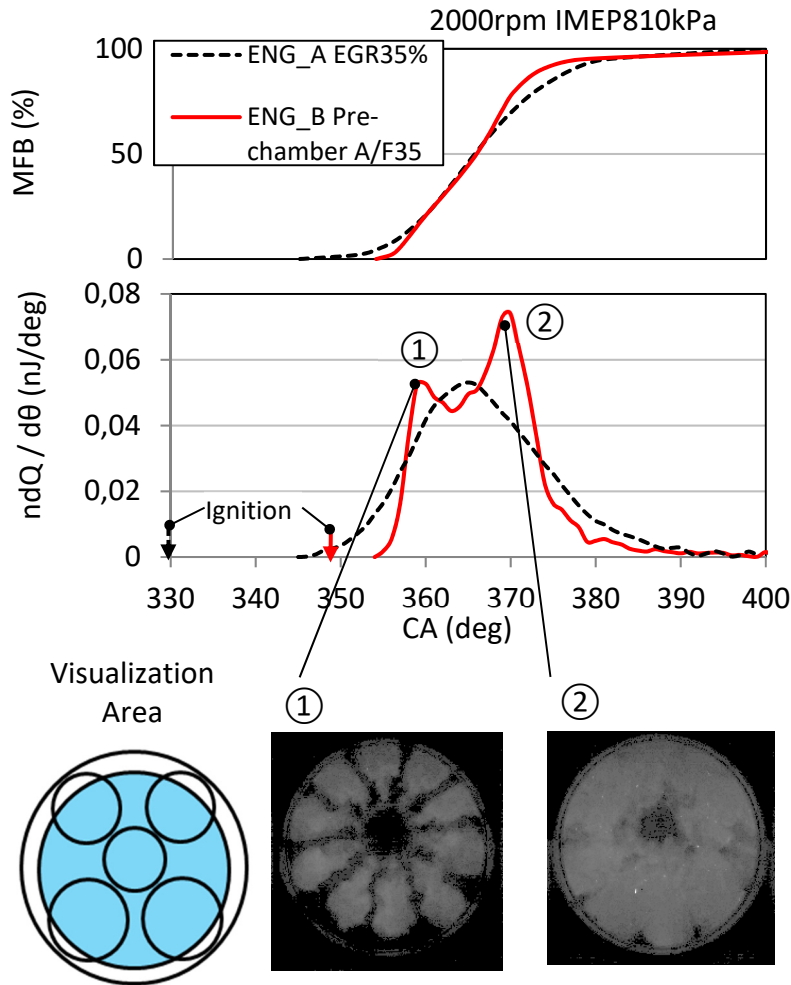 2000rpm IMEP810kPa
100
50
0
MFB (%)
ENG_A EGR35%
ENG_B Pre-
chamber A/F35
0,08
0,06
0,04
0,02
0
ndQ / dθ (nJ/deg)
①
②
Ignition
330 340 350 360 370 380 390 400
CA (deg)
Visualization
Area
①
②